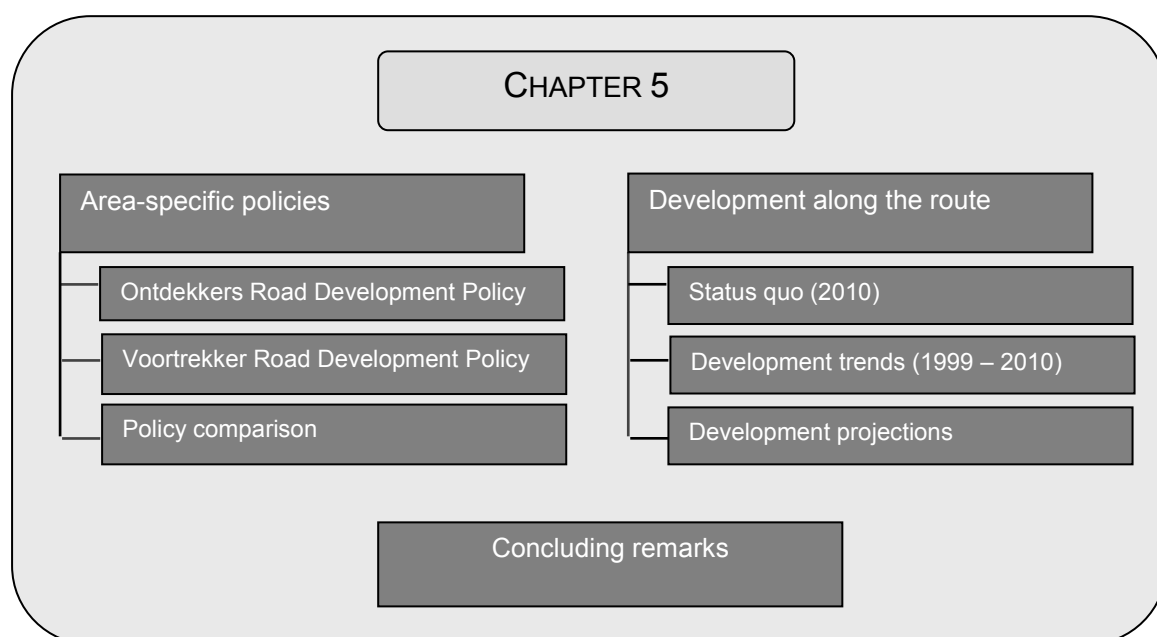 CHAPTER 5
Area-specific policies
Ontdekkers Road Development Policy
Voortrekker Road Development Policy
Policy comparison
Development along the route
Status quo (2010)
Development trends (1999 – 2010)
Development projections
Concluding remarks